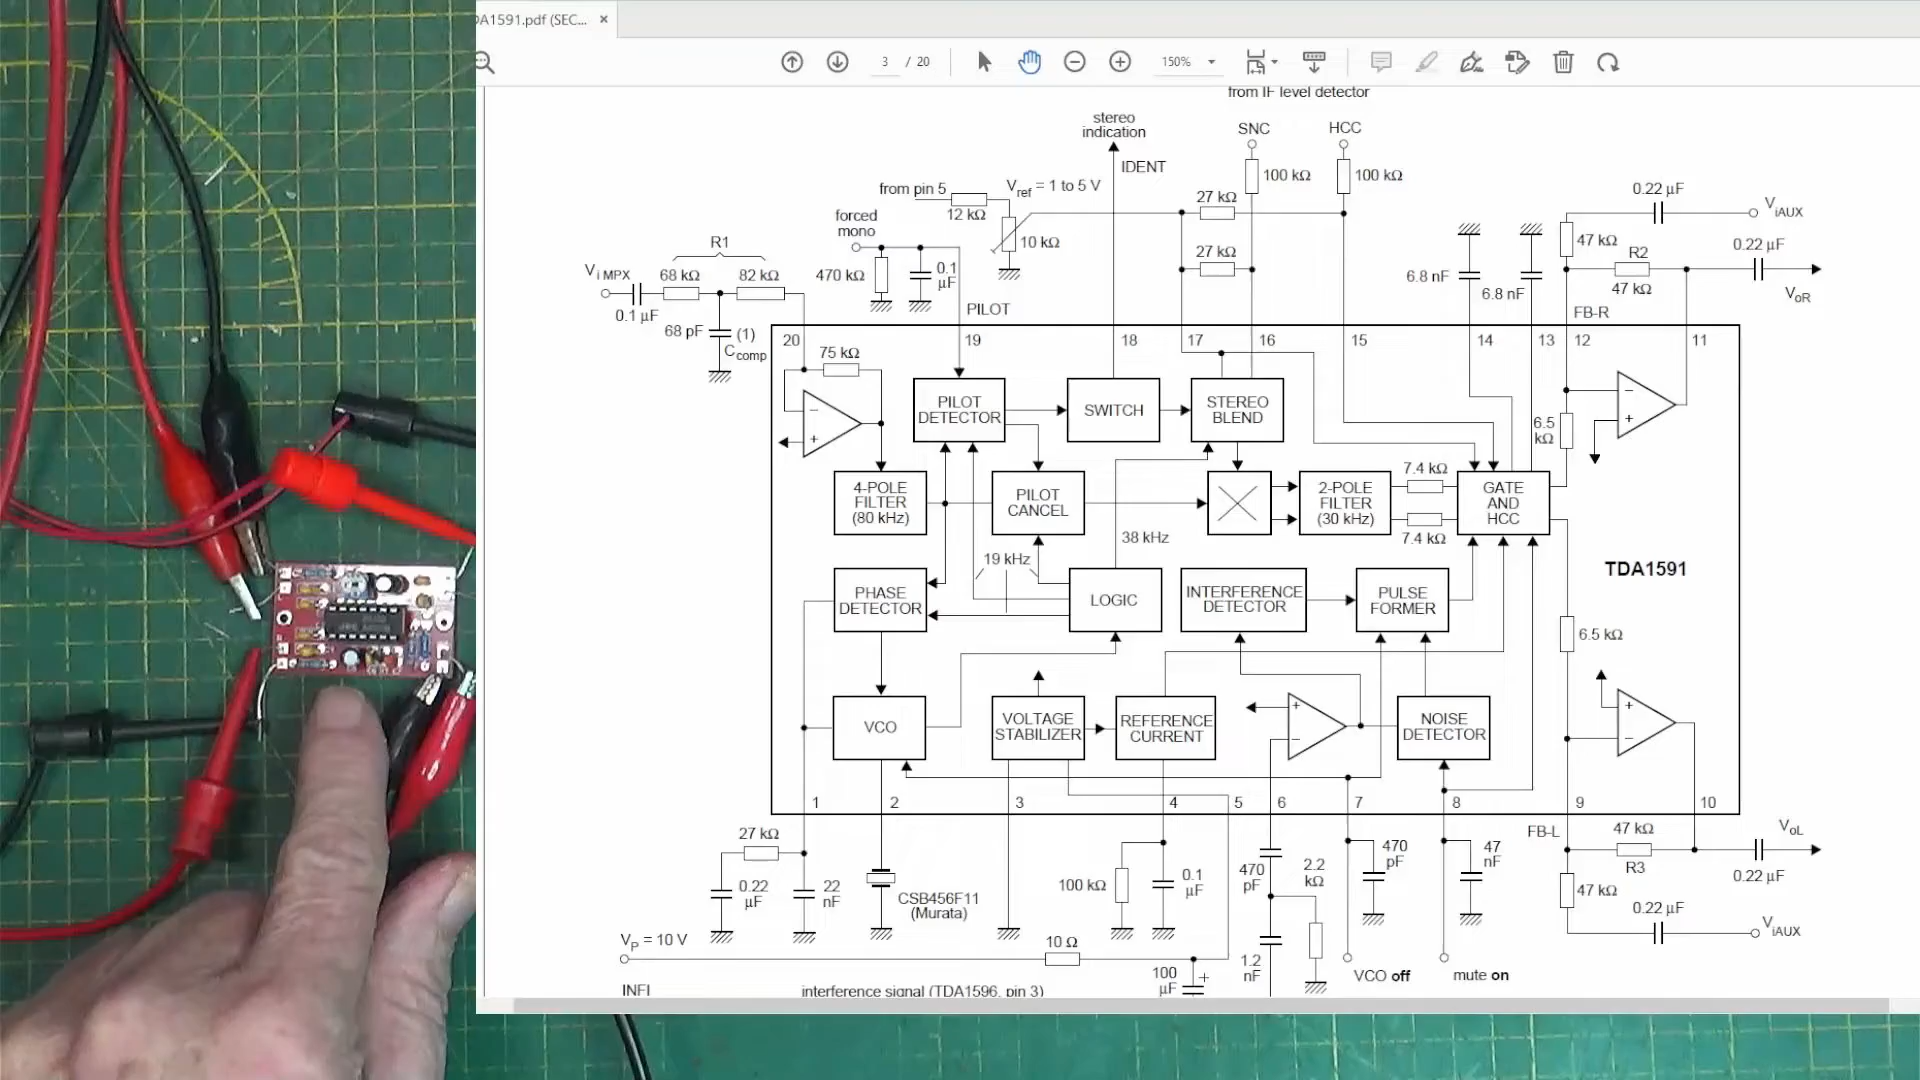 DA1591.pdf (SEC...
×
3 / 20
150%
from IF level detector
stereo
indication
SNC
HCC
IDENT
100 kΩ
100 kΩ
from pin 5
Vref = 1 to 5 V
12 kΩ
27 kΩ
0.22 µF
ViAUX
forced
mono
10 kΩ
47 kΩ
R2
0.22 µF
R1
470 kΩ
0.1
µF
27 kΩ
6.8 nF
6.8 nF
47 kΩ
Vi MPX
68 kΩ
82 kΩ
VoR
0.1 µF
PILOT
FB-R
68 pF
(1)
Ccomp
20
19
18
17
16
15
14
13
12
11
75 kΩ
PILOT
DETECTOR
SWITCH
STEREO
BLEND
6.5
kΩ
4-POLE
FILTER
(80 kHz)
PILOT
CANCEL
2-POLE
FILTER
(30 kHz)
7.4 kΩ
7.4 kΩ
GATE
AND
HCC
38 kHz
19 kHz
TDA1591
PHASE
DETECTOR
LOGIC
INTERFERENCE
DETECTOR
PULSE
FORMER
6.5 kΩ
VCO
VOLTAGE
STABILIZER
REFERENCE
CURRENT
NOISE
DETECTOR
1
2
3
4
5
6
7
8
9
10
27 kΩ
FB-L
47 kΩ
R3
VoL
0.22
µF
22
nF
CSB456F11
(Murata)
100 kΩ
0.1
µF
470
pF
2.2
kΩ
470
pF
47
nF
47 kΩ
0.22 µF
0.22 µF
ViAUX
VP = 10 V
10 Ω
100
µF
+
1.2
nF
VCO off
mute on
INFI
interference signal (TDA1596, pin 3)